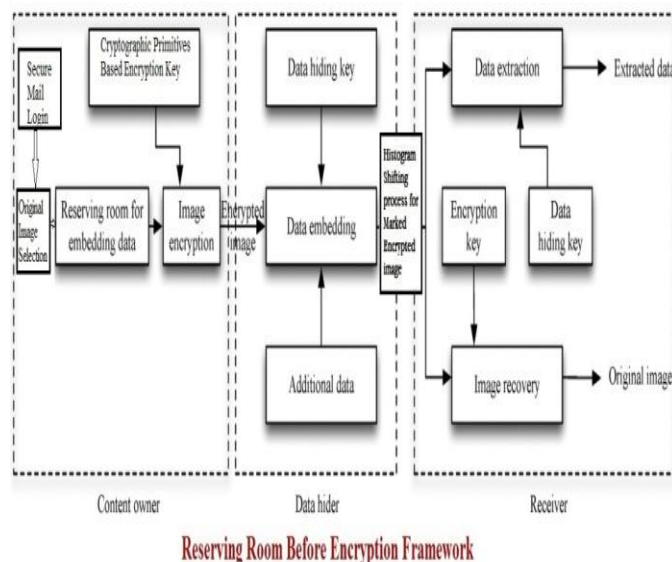 Secure
Mail
Login
Cryptographic Primitives
Based Encryption Key
Original
Image
Selection
Reserving room for
embedding data
Image
encryption
Encrypted
image
Data hiding key
Data embedding
Additional data
Histogram
Shifting
process for
Marked
Encrypted
image
Data extraction
Extracted data
Encryption
key
Data
hiding key
Image recovery
Original image
Content owner
Data hider
Receiver
Reserving Room Before Encryption Framework